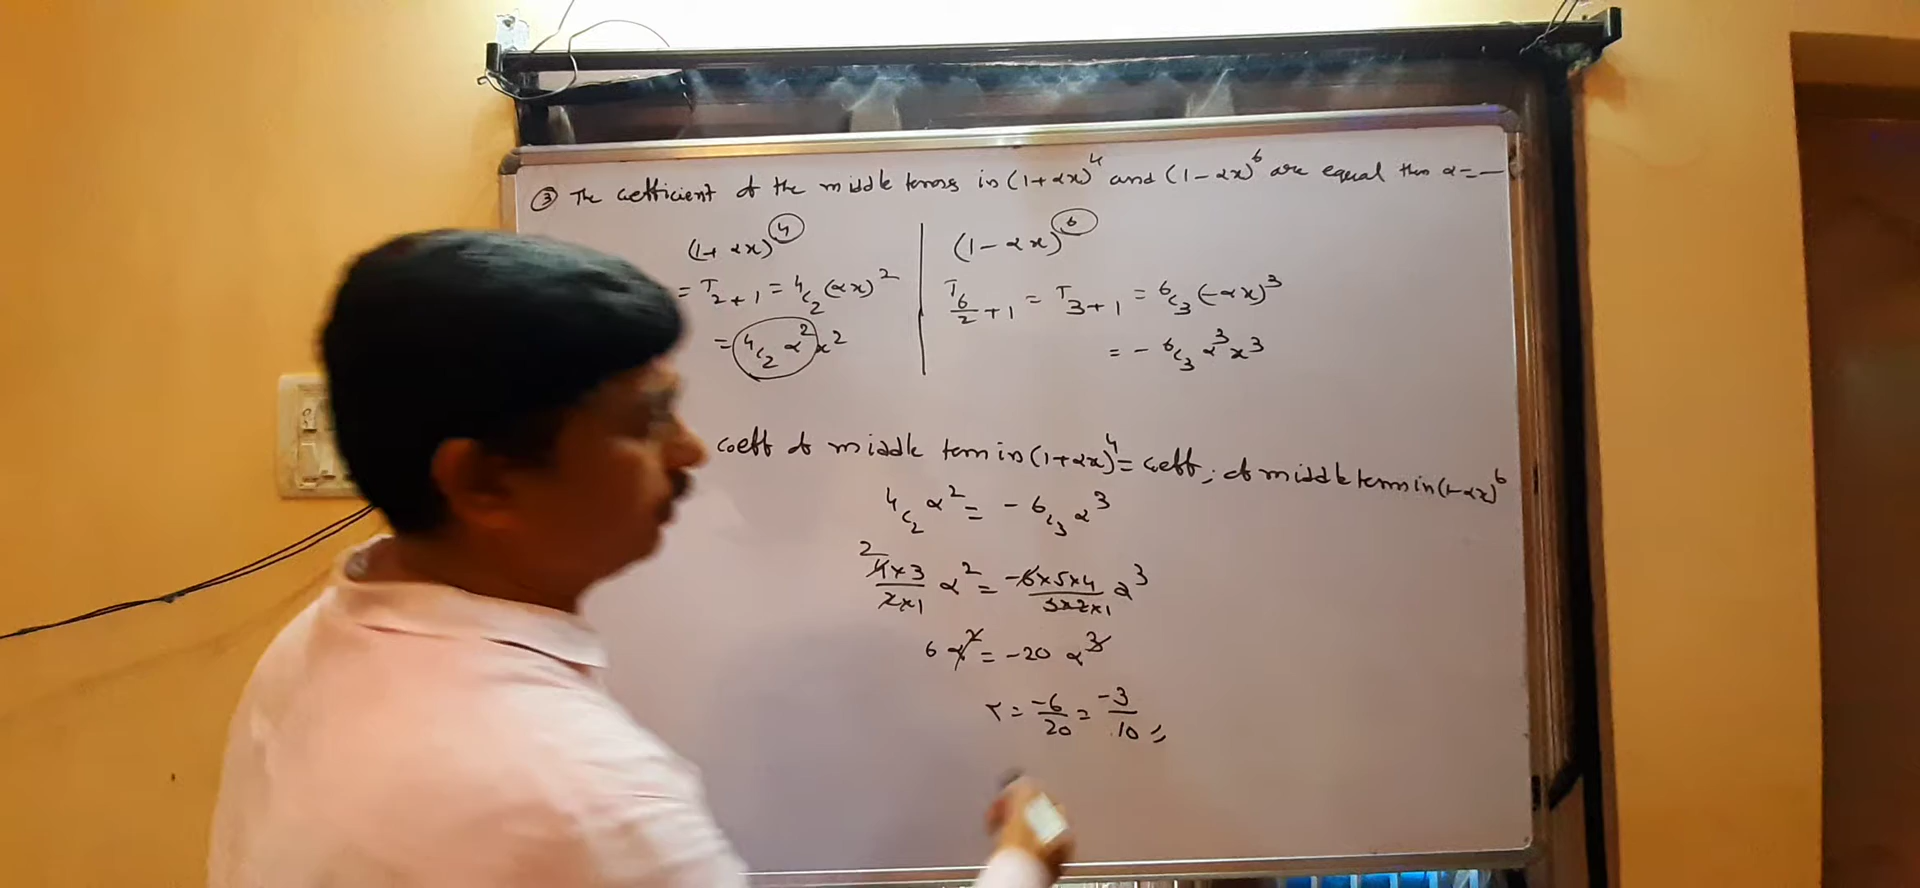 ③ The coefficient of the middle terms in (1+αx)⁴ and (1-αx)⁶ are equal then α=—
(1+αx)⁴
= T₂₊₁ = ⁴C₂(αx)²
= ⁴C₂ α² x²
(1-αx)⁶
T_{6/2+1} = T₃₊₁ = ⁶C₃(-αx)³
= - ⁶C₃ α³ x³
coeff of middle term in (1+αx)⁴ = coeff; of middle term in (1-αx)⁶
⁴C₂ α² = - ⁶C₃ α³
2
4×3/2×1 α² = -6×5×4/3×2×1 α³
6 α² = -20 α³
= -6/20 = -3/10